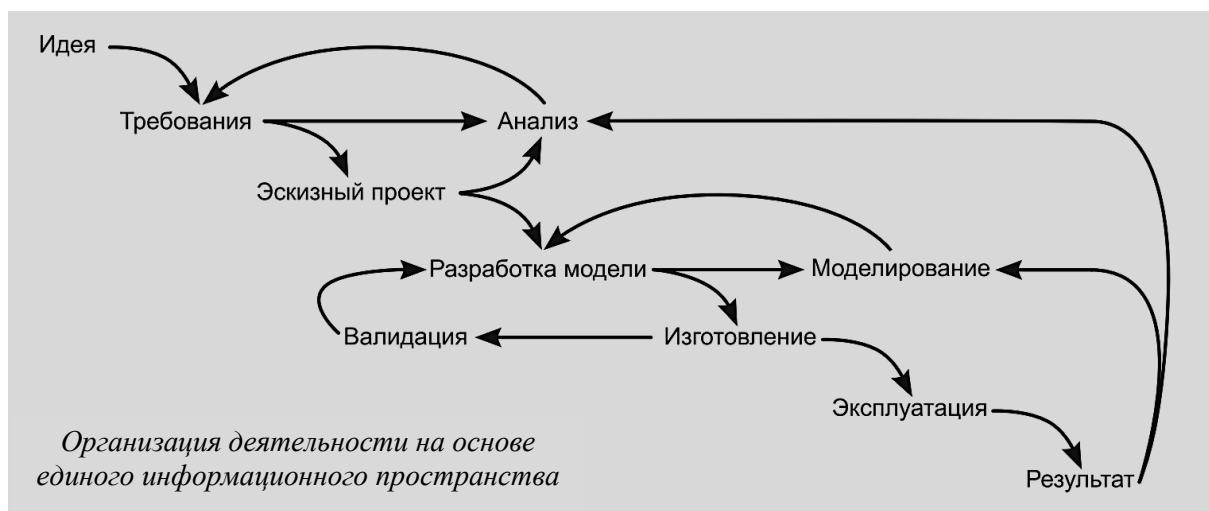 Идея
Требования
Анализ
Эскизный проект
Разработка модели
Моделирование
Валидация
Изготовление
Эксплуатация
Организация деятельности на основе
единого информационного пространства
Результат